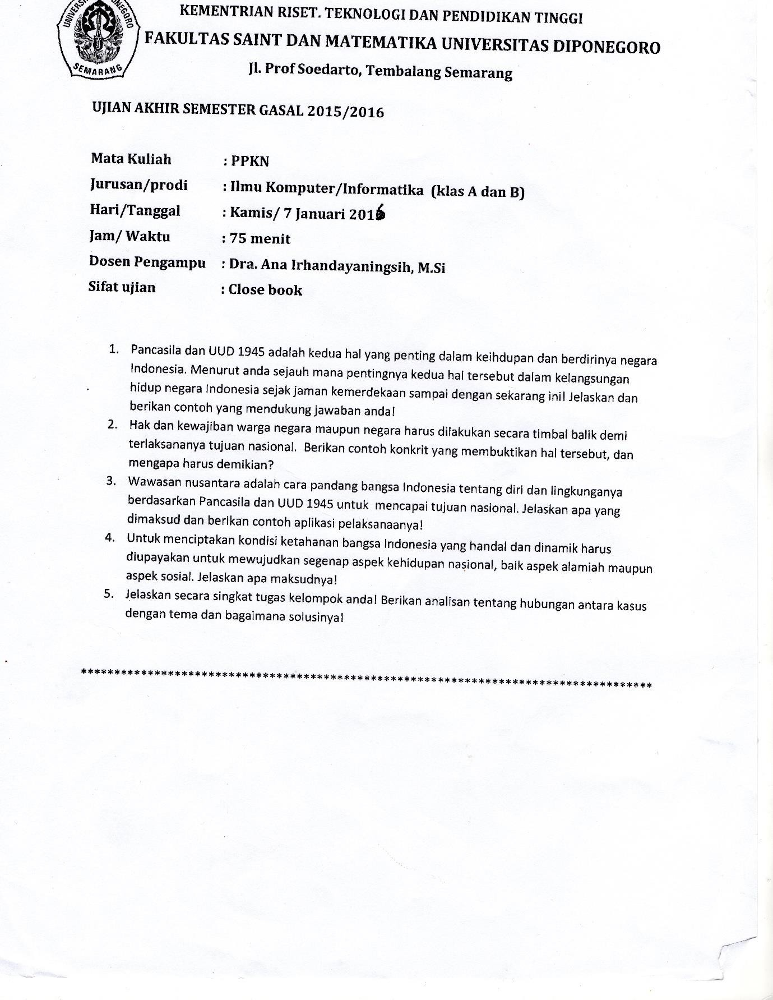 UNIVERSI ONEGORO
SEMARANG
KEMENTRIAN RISET. TEKNOLOGI DAN PENDIDIKAN TINGGI
FAKULTAS SAINT DAN MATEMATIKA UNIVERSITAS DIPONEGORO
Jl. Prof Soedarto, Tembalang Semarang
UJIAN AKHIR SEMESTER GASAL 2015/2016
Mata Kuliah : PPKN
Jurusan/prodi : Ilmu Komputer/Informatika (klas A dan B)
Hari/Tanggal : Kamis/ 7 Januari 2016
Jam/ Waktu : 75 menit
Dosen Pengampu : Dra. Ana Irhandayaningsih, M.Si
Sifat ujian : Close book
1. Pancasila dan UUD 1945 adalah kedua hal yang penting dalam keihdupan dan berdirinya negara
Indonesia. Menurut anda sejauh mana pentingnya kedua hal tersebut dalam kelangsungan
hidup negara Indonesia sejak jaman kemerdekaan sampai dengan sekarang ini! Jelaskan dan
berikan contoh yang mendukung jawaban anda!
2. Hak dan kewajiban warga negara maupun negara harus dilakukan secara timbal balik demi
terlaksananya tujuan nasional. Berikan contoh konkrit yang membuktikan hal tersebut, dan
mengapa harus demikian?
3. Wawasan nusantara adalah cara pandang bangsa Indonesia tentang diri dan lingkunganya
berdasarkan Pancasila dan UUD 1945 untuk mencapai tujuan nasional. Jelaskan apa yang
dimaksud dan berikan contoh aplikasi pelaksanaanya!
4. Untuk menciptakan kondisi ketahanan bangsa Indonesia yang handal dan dinamik harus
diupayakan untuk mewujudkan segenap aspek kehidupan nasional, baik aspek alamiah maupun
aspek sosial. Jelaskan apa maksudnya!
5. Jelaskan secara singkat tugas kelompok anda! Berikan analisan tentang hubungan antara kasus
dengan tema dan bagaimana solusinya!
*************************************************************************************